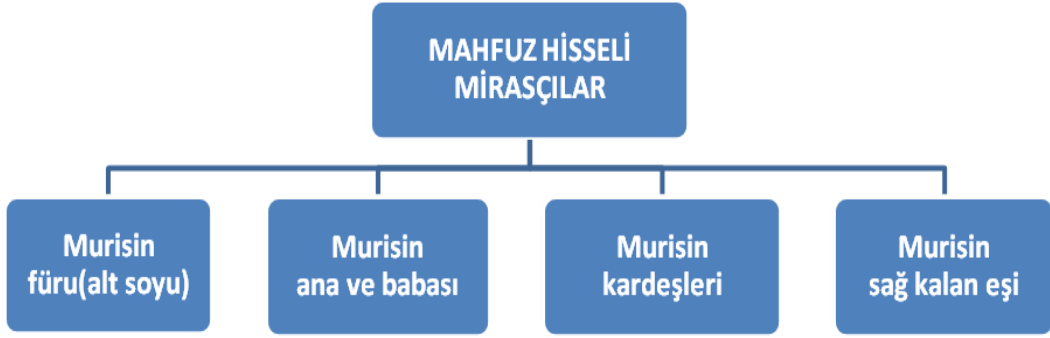 MAHFUZ HİSSELİ
MİRASÇILAR
Murisin
füru(alt soyu)
Murisin
ana ve babası
Murisin
kardeşleri
Murisin
sağ kalan eşi